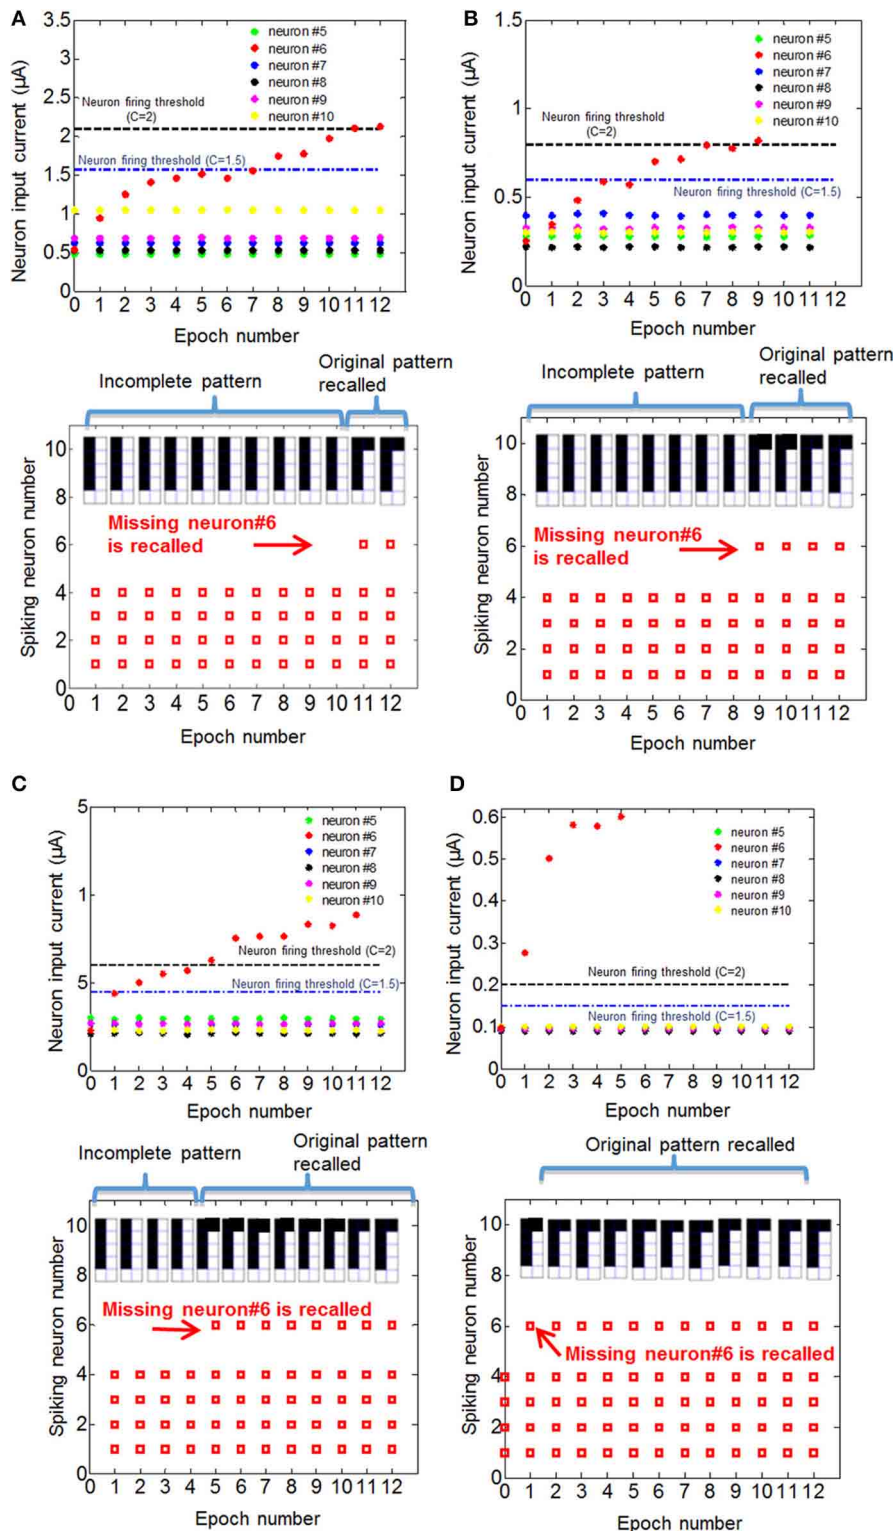 A
Neuron input current (µA)
3.5
3
2.5
2
1.5
1
0.5
0
neuron #5
neuron #6
neuron #7
neuron #8
neuron #9
neuron #10
Neuron firing threshold
(C=2)
Neuron firing threshold (C=1.5)
0 1 2 3 4 5 6 7 8 9 10 11 12
Epoch number
B
Neuron input current (µA)
1.5
1
0.5
0
neuron #5
neuron #6
neuron #7
neuron #8
neuron #9
neuron #10
Neuron firing threshold
(C=2)
Neuron firing threshold (C=1.5)
0 1 2 3 4 5 6 7 8 9 10 11 12
Epoch number
Incomplete pattern
Original pattern
recalled
Spiking neuron number
10
8
6
4
2
0
Missing neuron#6
is recalled
0 1 2 3 4 5 6 7 8 9 10 11 12
Epoch number
Incomplete pattern
Original pattern
recalled
Spiking neuron number
10
8
6
4
2
0
Missing neuron#6
is recalled
0 1 2 3 4 5 6 7 8 9 10 11 12
Epoch number
C
Neuron input current (µA)
5
1
5
0
neuron #5
neuron #6
neuron #7
neuron #8
neuron #9
neuron #10
Neuron firing threshold (C=2)
Neuron firing threshold (C=1.5)
0 1 2 3 4 5 6 7 8 9 10 11 12
Epoch number
D
Neuron input current (µA)
0.6
0.6
0.4
0.3
0.2
0.1
0
neuron #5
neuron #6
neuron #7
neuron #8
neuron #9
neuron #10
Neuron firing threshold (C=2)
Neuron firing threshold (C=1.5)
0 1 2 3 4 5 6 7 8 9 10 11 12
Epoch number
Incomplete pattern
Original pattern
recalled
Spiking neuron number
10
8
6
4
2
0
Missing neuron#6 is recalled
0 1 2 3 4 5 6 7 8 9 10 11 12
Epoch number
Original pattern recalled
Spiking neuron number
10
8
6
4
2
0
Missing neuron#6 is recalled
0 1 2 3 4 5 6 7 8 9 10 11 12
Epoch number